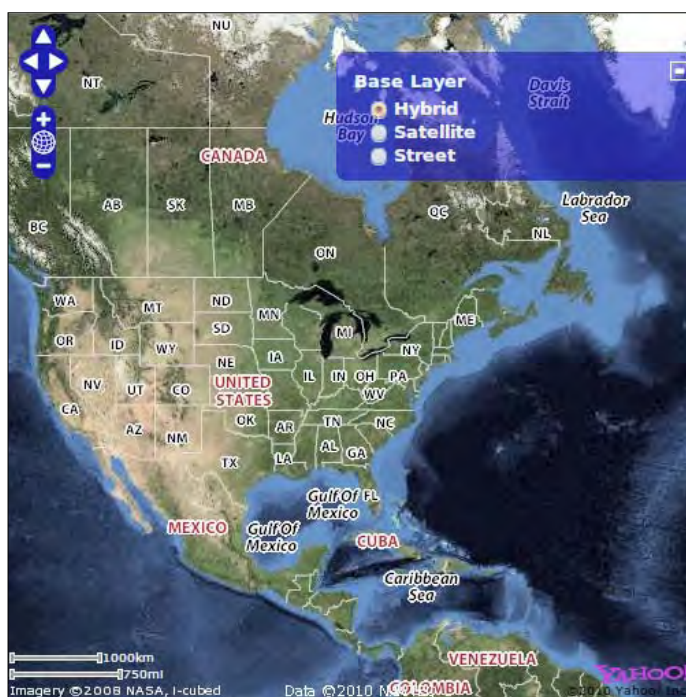 NU
NT
Base Layer
Hybrid
Satellite
Street
Davis
Strait
Hudson
Bay
CANADA
Labrador
Sea
BC
AB
SK
MB
ON
QC
NL
WA
MT
ND
MN
ME
OR
ID
WY
SD
MI
NY
NV
UT
CO
NE
IA
IL
IN
OH
PA
WV
UNITED
STATES
CA
AZ
NM
OK
AR
TN
NC
TX
LA
AL
GA
Gulf Of
Mexico
FL
MEXICO
Gulf Of
Mexico
CUBA
Caribbean
Sea
1000km
750mi
VENEZUELA
COLOMBIA
YAHOO!
Imagery ©2008 NASA, i-cubed
Data ©2010
©2010 Yahoo! Inc